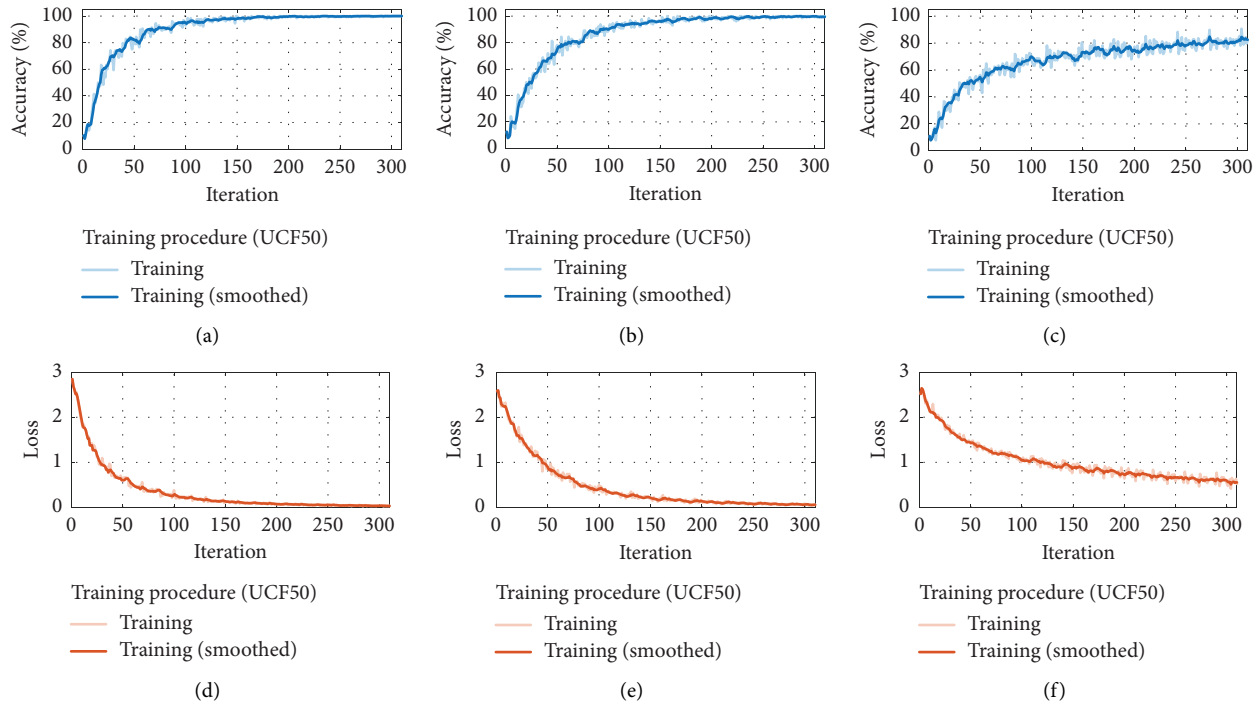 Accuracy (%)
100
80
60
40
20
0
0 50 100 150 200 250 300
Iteration
Training procedure (UCF50)
Training
Training (smoothed)
(a)
Accuracy (%)
100
80
60
40
20
0
0 50 100 150 200 250 300
Iteration
Training procedure (UCF50)
Training
Training (smoothed)
(b)
Accuracy (%)
100
80
60
40
20
0
0 50 100 150 200 250 300
Iteration
Training procedure (UCF50)
Training
Training (smoothed)
(c)
Loss
3
2
1
0
0 50 100 150 200 250 300
Iteration
Training procedure (UCF50)
Training
Training (smoothed)
(d)
Loss
3
2
1
0
0 50 100 150 200 250 300
Iteration
Training procedure (UCF50)
Training
Training (smoothed)
(e)
Loss
3
2
1
0
0 50 100 150 200 250 300
Iteration
Training procedure (UCF50)
Training
Training (smoothed)
(f)